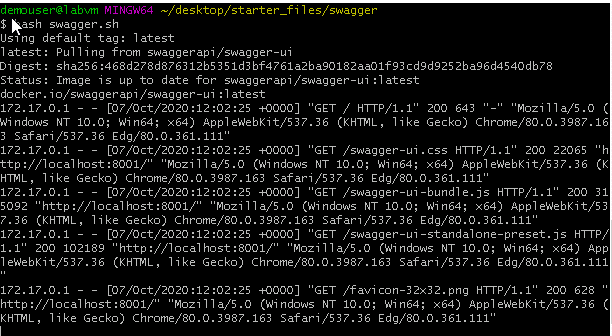 demouser@labvm MINGW64 ~/desktop/starter_files/swagger
$ bash swagger.sh
Using default tag: latest
latest: Pulling from swaggerapi/swagger-ui
Digest: sha256:468d278d876312b5351d3bf4761a2ba90182aa01f93cd9d9252ba96d4540db78
Status: Image is up to date for swaggerapi/swagger-ui:latest
docker.io/swaggerapi/swagger-ui:latest
172.17.0.1 - - [07/Oct/2020:12:02:25 +0000] "GET / HTTP/1.1" 200 643 "-" "Mozilla/5.0 (
Windows NT 10.0; Win64; x64) AppleWebKit/537.36 (KHTML, like Gecko) Chrome/80.0.3987.16
3 Safari/537.36 Edg/80.0.361.111"
172.17.0.1 - - [07/Oct/2020:12:02:25 +0000] "GET /swagger-ui.css HTTP/1.1" 200 22065 "h
ttp://localhost:8001/" "Mozilla/5.0 (Windows NT 10.0; Win64; x64) AppleWebKit/537.36 (K
HTML, like Gecko) Chrome/80.0.3987.163 Safari/537.36 Edg/80.0.361.111"
172.17.0.1 - - [07/Oct/2020:12:02:25 +0000] "GET /swagger-ui-bundle.js HTTP/1.1" 200 31
5092 "http://localhost:8001/" "Mozilla/5.0 (Windows NT 10.0; Win64; x64) AppleWebKit/53
7.36 (KHTML, like Gecko) Chrome/80.0.3987.163 Safari/537.36 Edg/80.0.361.111"
172.17.0.1 - - [07/Oct/2020:12:02:25 +0000] "GET /swagger-ui-standalone-preset.js HTTP/
1.1" 200 102189 "http://localhost:8001/" "Mozilla/5.0 (Windows NT 10.0; Win64; x64) App
leWebKit/537.36 (KHTML, like Gecko) Chrome/80.0.3987.163 Safari/537.36 Edg/80.0.361.111
"
172.17.0.1 - - [07/Oct/2020:12:02:25 +0000] "GET /favicon-32x32.png HTTP/1.1" 200 628 "
http://localhost:8001/" "Mozilla/5.0 (Windows NT 10.0; Win64; x64) AppleWebKit/537.36 (
KHTML, like Gecko) Chrome/80.0.3987.163 Safari/537.36 Edg/80.0.361.111"